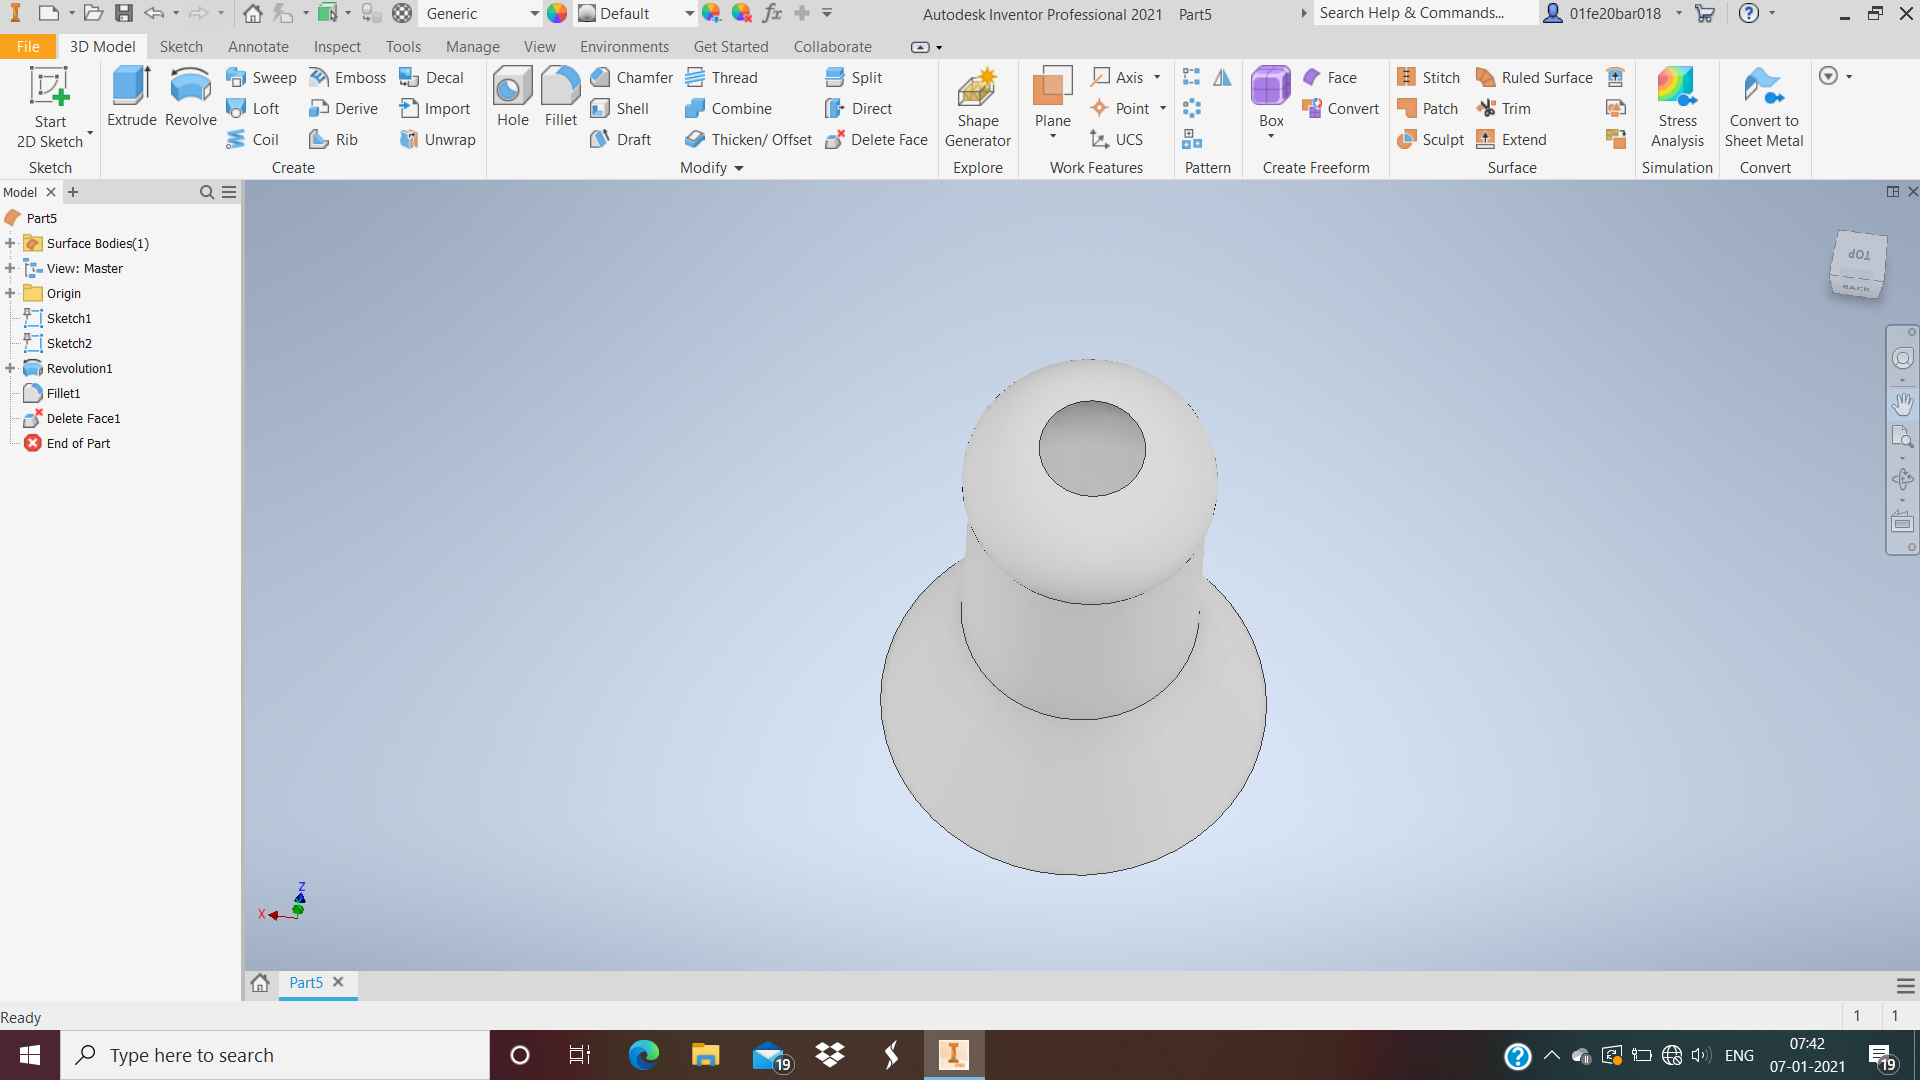 Generic
Default
Autodesk Inventor Professional 2021 Part5
Search Help & Commands...
01fe20bar018
File 3D Model Sketch Annotate Inspect Tools Manage View Environments Get Started Collaborate
Start
2D Sketch
Sketch
Extrude
Revolve
Sweep
Loft
Coil
Emboss
Derive
Rib
Decal
Import
Unwrap
Create
Hole
Fillet
Chamfer
Shell
Draft
Thread
Combine
Thicken/ Offset
Split
Direct
Delete Face
Modify
Shape
Generator
Explore
Plane
Axis
Point
UCS
Work Features
Pattern
Box
Face
Convert
Create Freeform
Stitch
Patch
Sculpt
Ruled Surface
Trim
Extend
Surface
Stress
Analysis
Simulation
Convert to
Sheet Metal
Convert
Model
Part5
Surface Bodies(1)
View: Master
Origin
Sketch1
Sketch2
Revolution1
Fillet1
Delete Face1
End of Part
TOP
BACK
Z
X
Part5
Ready
1 1
Type here to search
19
ENG
07:42
07-01-2021
19